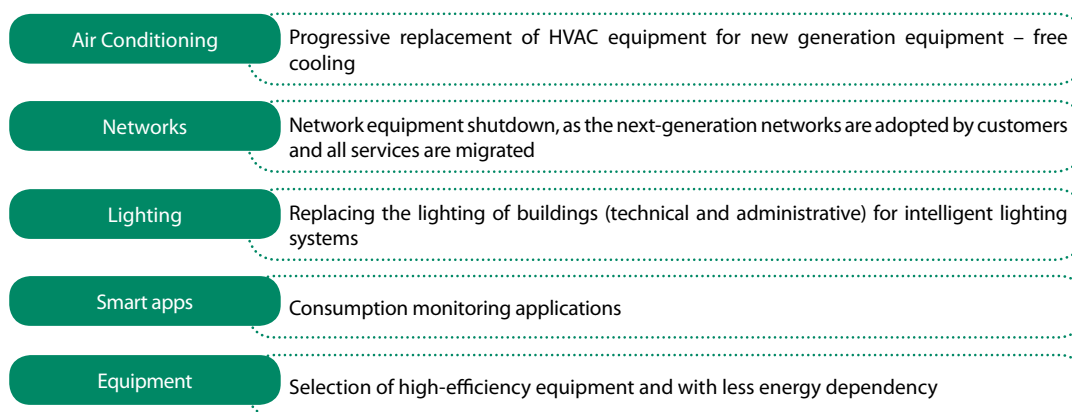 Air Conditioning
Progressive replacement of HVAC equipment for new generation equipment – free
cooling
Networks
Network equipment shutdown, as the next-generation networks are adopted by customers
and all services are migrated
Lighting
Replacing the lighting of buildings (technical and administrative) for intelligent lighting
systems
Smart apps
Consumption monitoring applications
Equipment
Selection of high-efficiency equipment and with less energy dependency